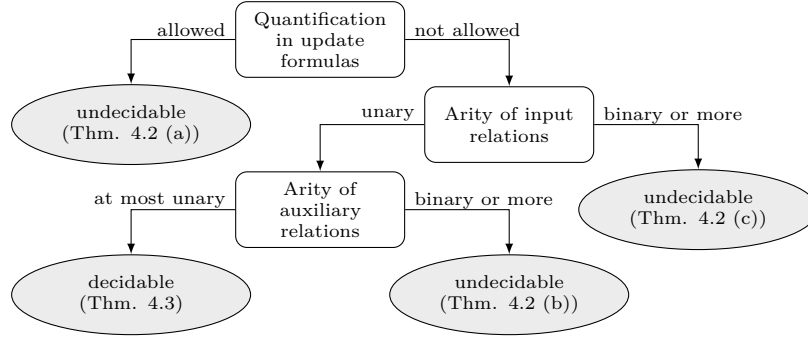 Quantification
in update
formulas
allowed
not allowed
undecidable
(Thm. 4.2 (a))
Arity of input
relations
unary
binary or more
Arity of
auxiliary
relations
undecidable
(Thm. 4.2 (c))
at most unary
binary or more
decidable
(Thm. 4.3)
undecidable
(Thm. 4.2 (b))